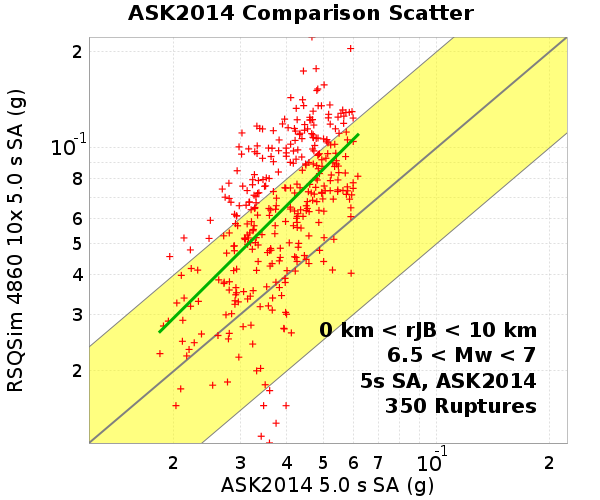 ASK2014 Comparison Scatter
RSQSim 4860 10x 5.0 s SA (g)
2
10⁻¹
8
7
6
5
4
3
2
0 km < rJB < 10 km
6.5 < Mw < 7
5s SA, ASK2014
350 Ruptures
2 3 4 5 6 7 10⁻¹ 2
ASK2014 5.0 s SA (g)